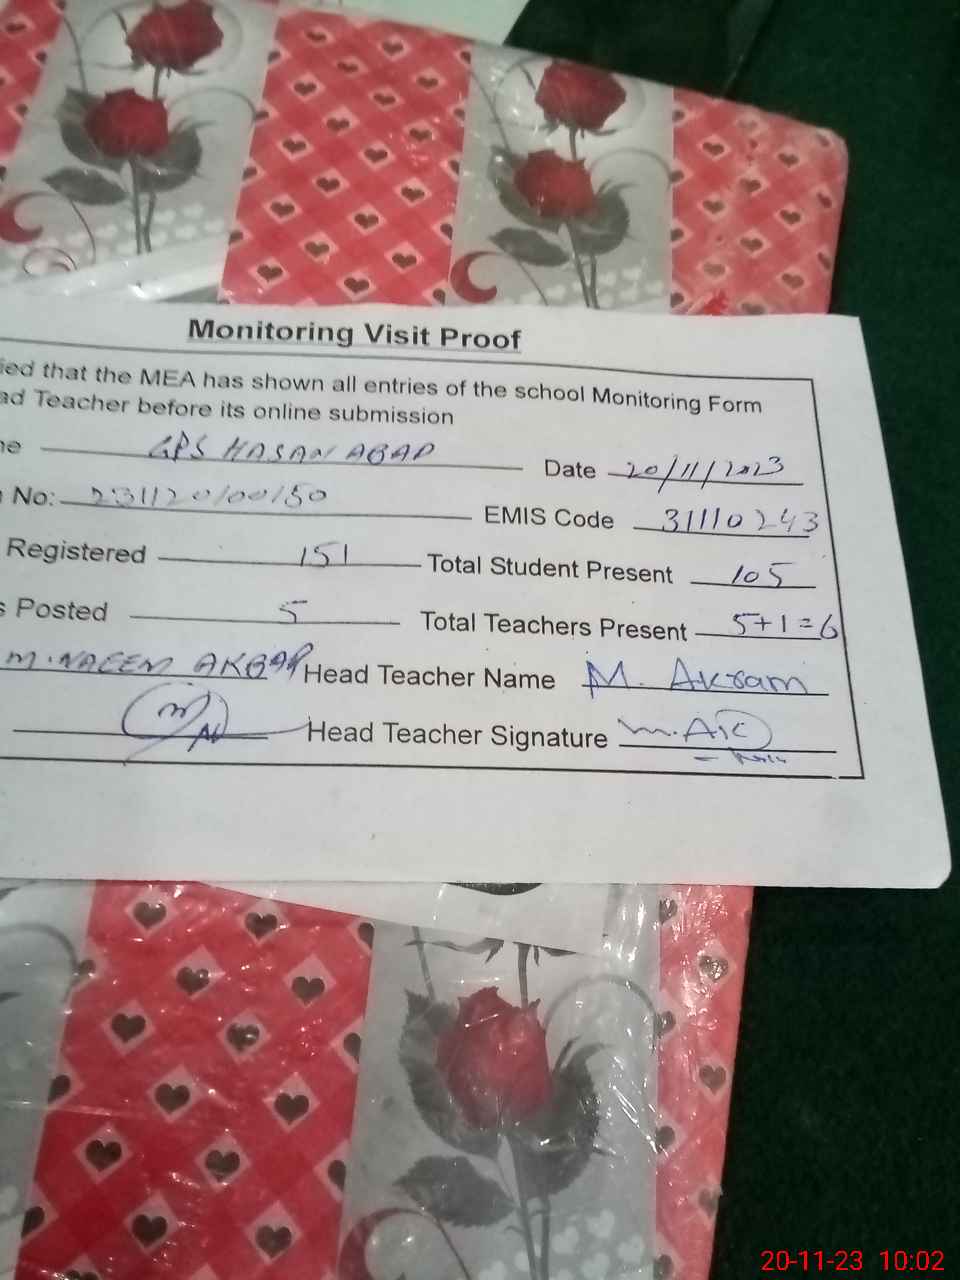 Monitoring Visit Proof
ied that the MEA has shown all entries of the school Monitoring Form
ad Teacher before its online submission
ne GPS HASAN ABAD Date 20/11/2023
No: 231120100150 EMIS Code 31110243
Registered 151 Total Student Present 105
s Posted 5 Total Teachers Present 5+1=6
M.NAEEM AKBAR Head Teacher Name M. Akram
Head Teacher Signature
20-11-23 10:02